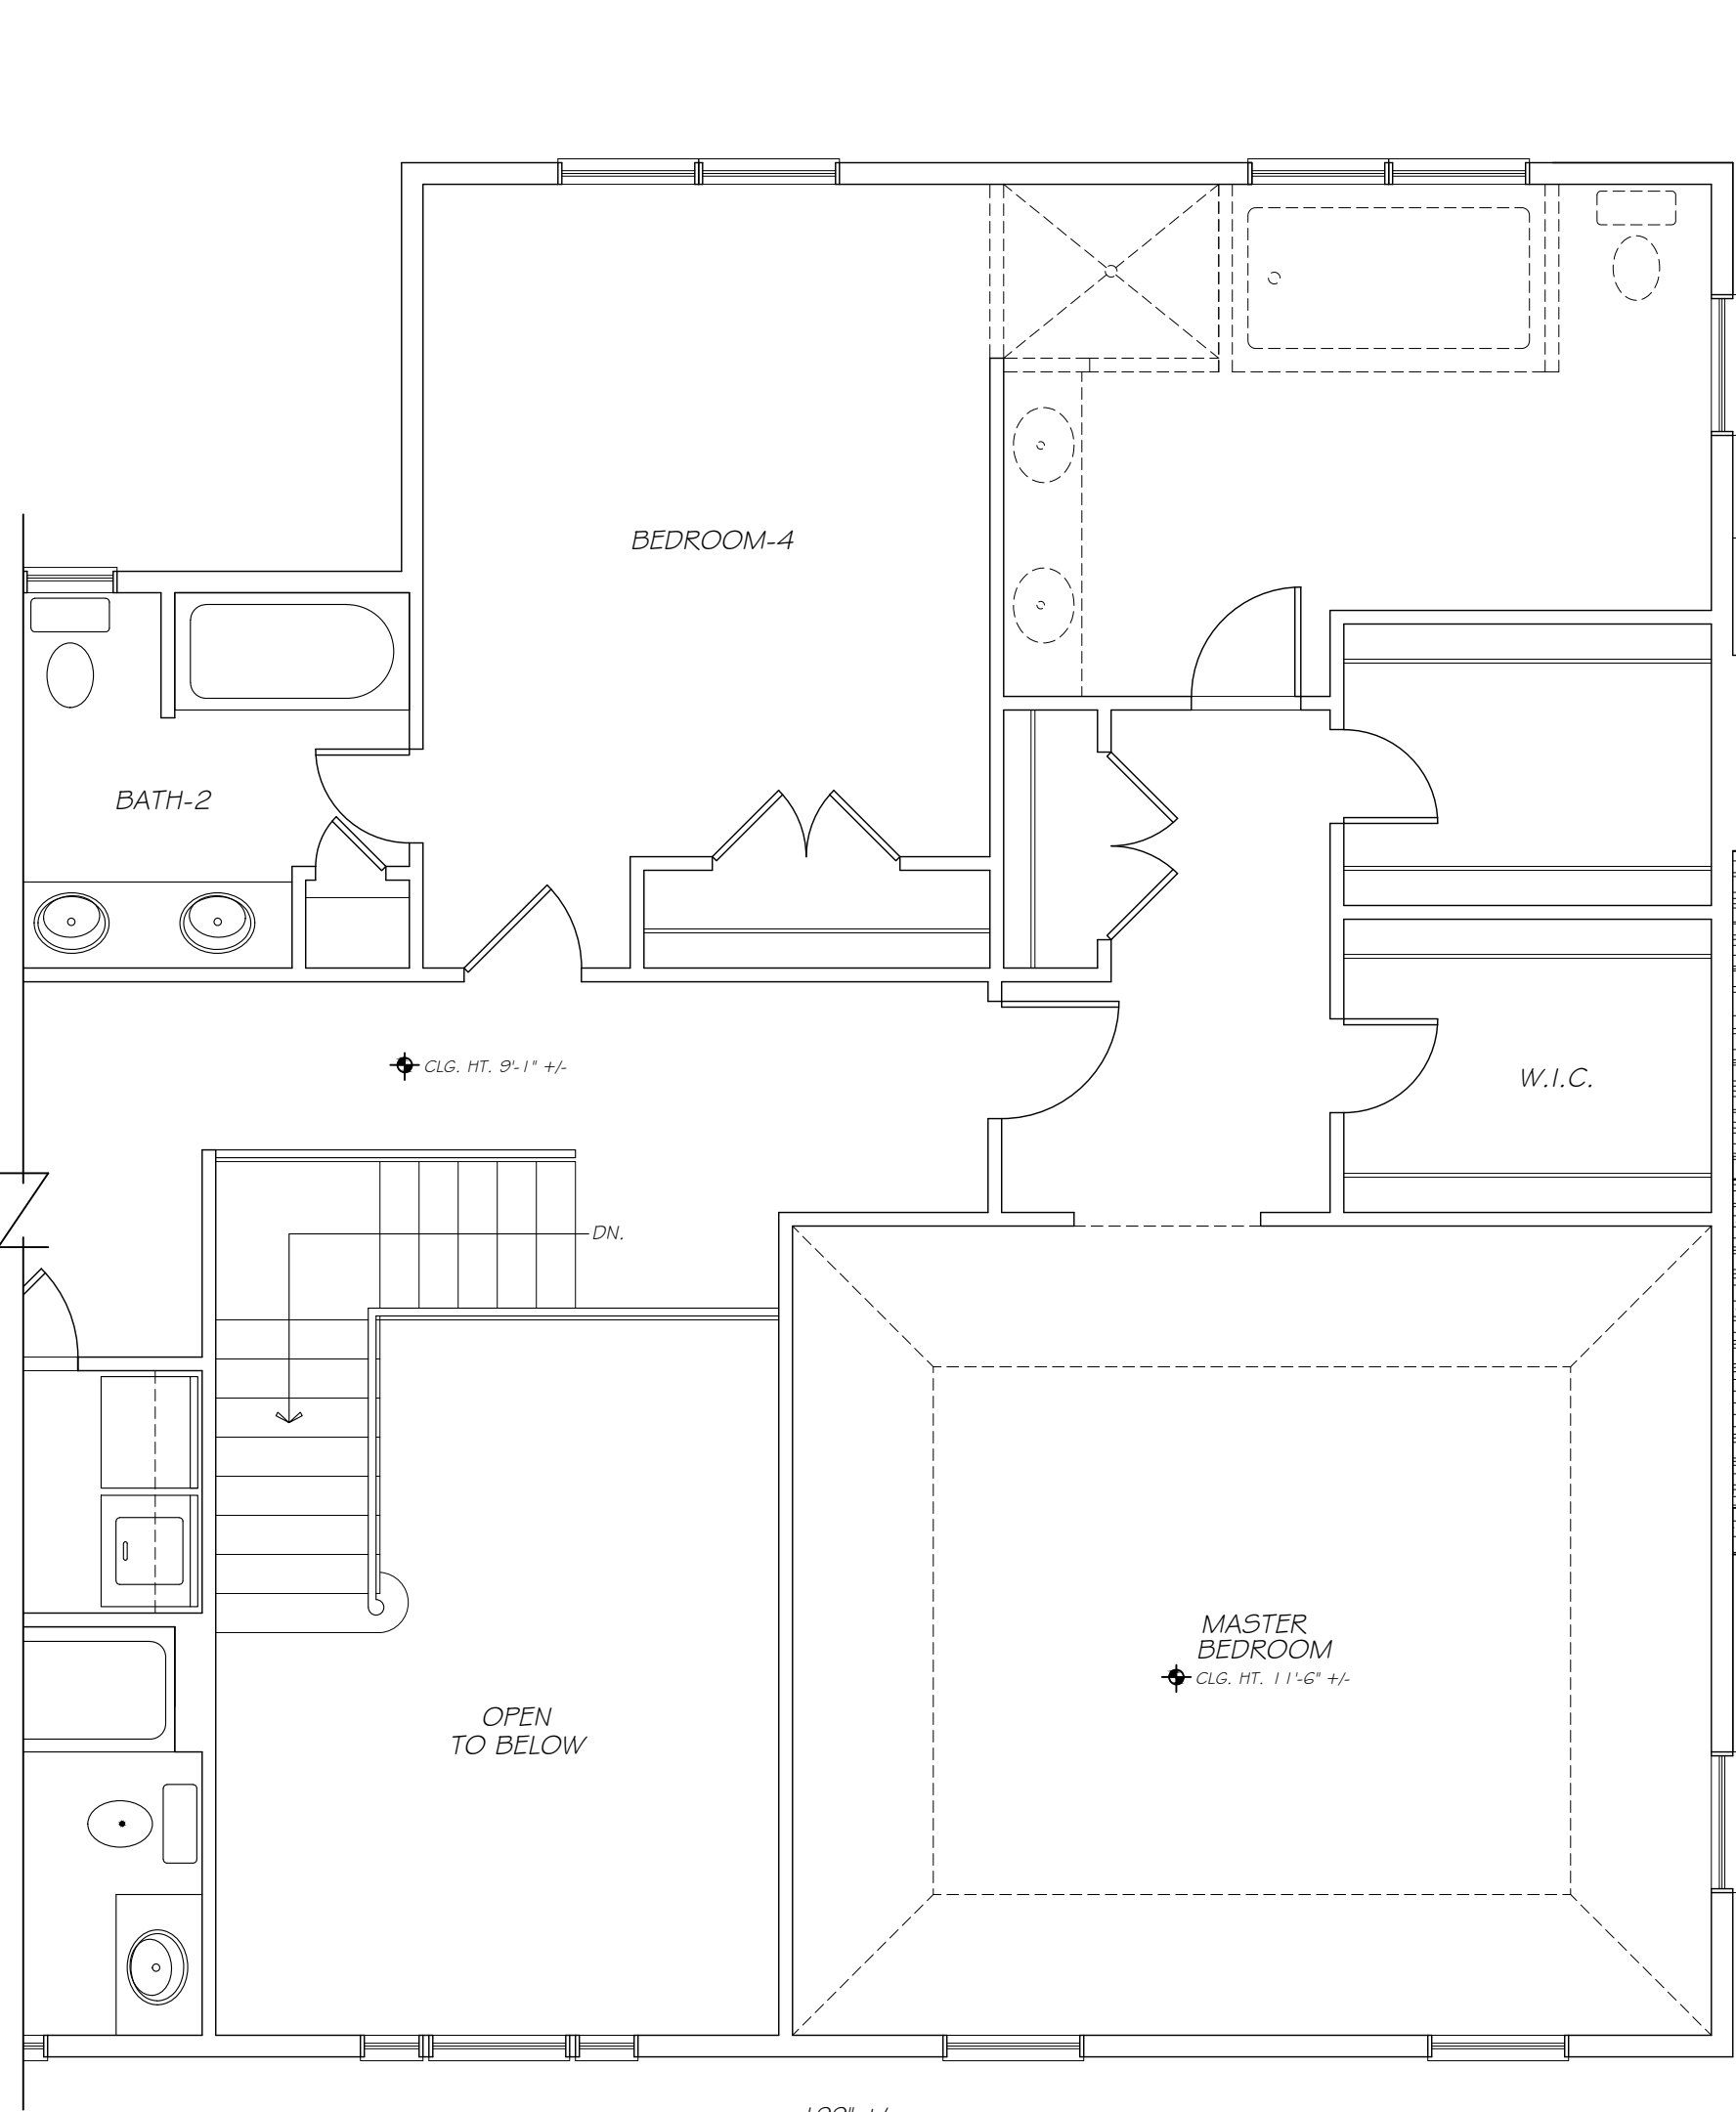 BEDROOM-4
BATH-2
CLG. HT. 9'-1" +/-
W.I.C.
DN.
MASTER
BEDROOM
CLG. HT. 11'-6" +/-
OPEN
TO BELOW